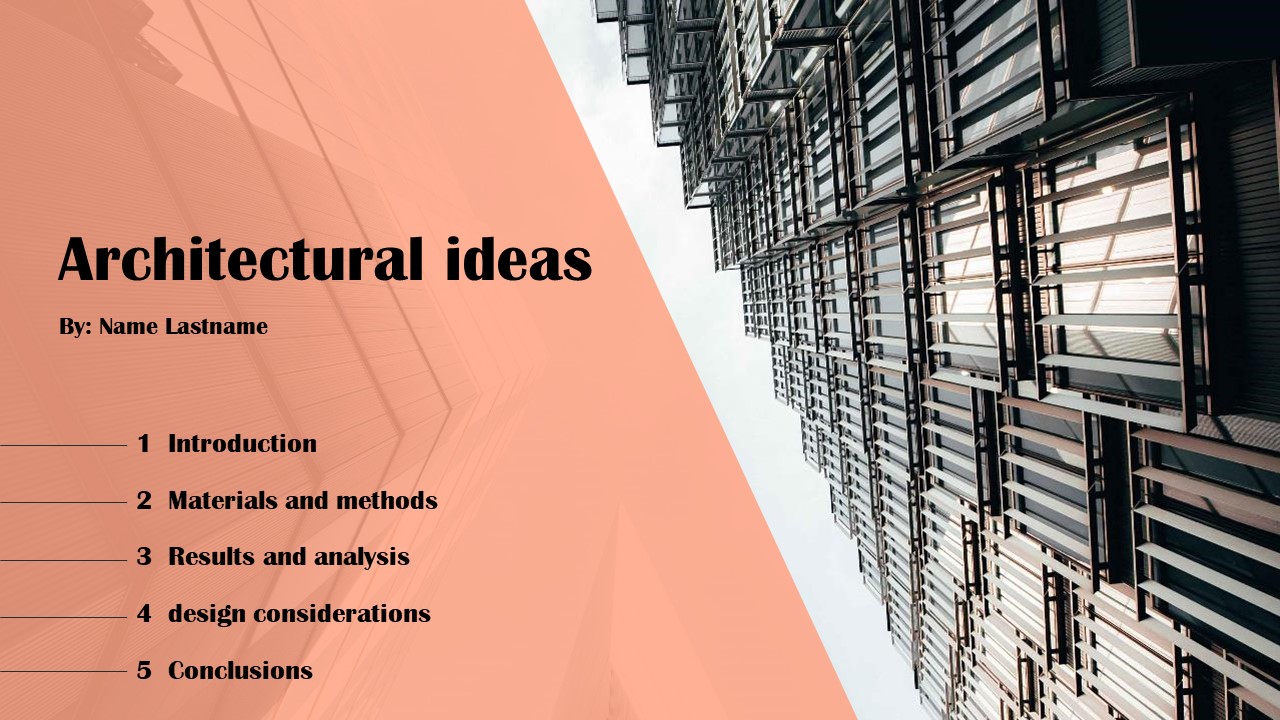 Architectural ideas
By: Name Lastname
1 Introduction
2 Materials and methods
3 Results and analysis
4 design considerations
5 Conclusions